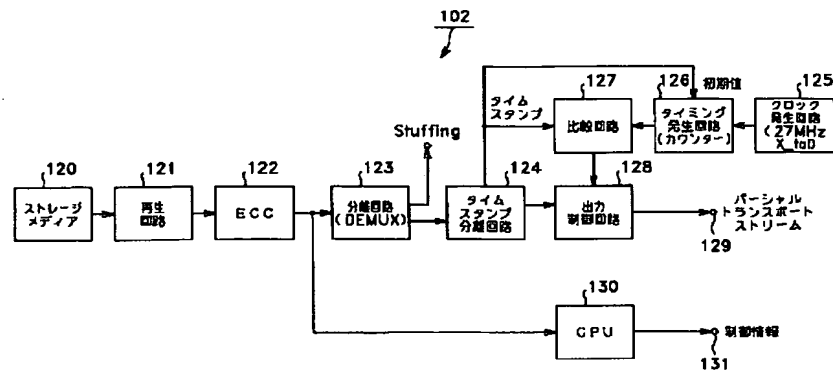 102
127
126
初期値
125
タイム
スタンプ
比較回路
タイミング
発生回路
(カウンター)
クロック
発生回路
(27MHz
X_taD)
Stuffing
120
121
122
123
124
128
ストレージ
メディア
再生
回路
ECC
分離回路
(DEMUX)
タイム
スタンプ
分離回路
出力
制御回路
パーシャル
トランスポート
ストリーム
129
130
CPU
制御情報
131